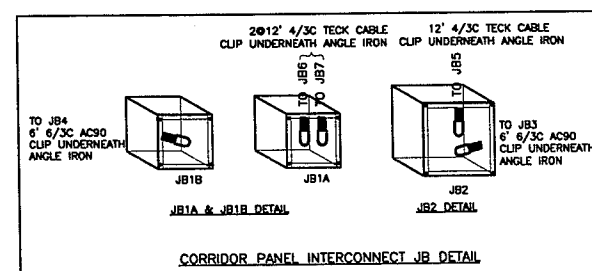 2@12' 4/3C TECK CABLE
CLIP UNDERNEATH ANGLE IRON
12' 4/3C TECK CABLE
CLIP UNDERNEATH ANGLE IRON
TO JB6
TO JB7
TO JB5
TO JB4
6' 6/3C AC90
CLIP UNDERNEATH
ANGLE IRON
TO JB3
6' 6/3C AC90
CLIP UNDERNEATH
ANGLE IRON
JB1B
JB1A
JB2
JB1A & JB1B DETAIL
JB2 DETAIL
CORRIDOR PANEL INTERCONNECT JB DETAIL